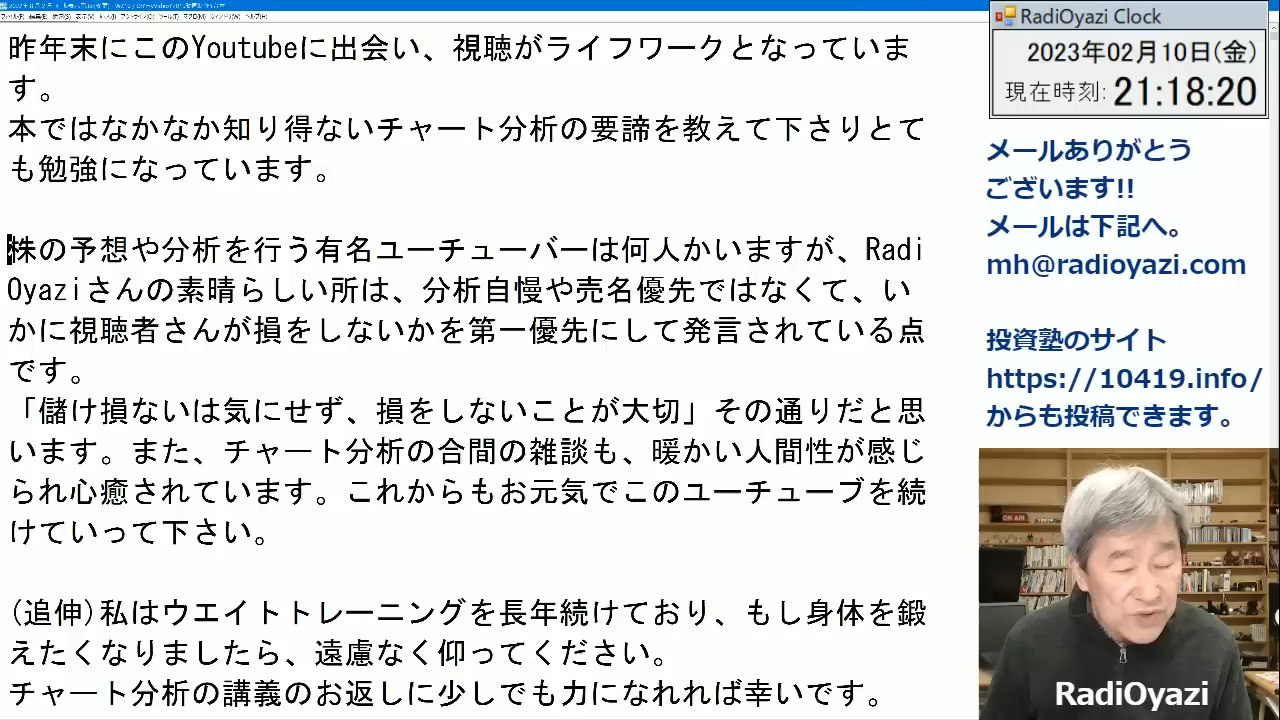 昨年末にこのYoutubeに出会い、視聴がライフワークとなっていま
す。
本ではなかなか知り得ないチャート分析の要諦を教えて下さりとて
も勉強になっています。
株の予想や分析を行う有名ユーチューバーは何人かいますが、Radi
Oyaziさんの素晴らしい所は、分析自慢や売名優先ではなくて、い
かに視聴者さんが損をしないかを第一優先にして発言されている点
です。
「儲け損ないは気にせず、損をしないことが大切」その通りだと思
います。また、チャート分析の合間の雑談も、暖かい人間性が感じ
られ心癒されています。これからもお元気でこのユーチューブを続
けていって下さい。
(追伸)私はウエイトトレーニングを長年続けており、もし身体を鍛
えたくなりましたら、遠慮なく仰ってください。
チャート分析の講義のお返しに少しでも力になれれば幸いです。
RadiOyazi Clock
2023年02月10日(金)
現在時刻: 21:18:20
メールありがとう
ございます!!
メールは下記へ。
mh@radioyazi.com
投資塾のサイト
https://10419.info/
からも投稿できます。
ON AIR
RadiOyazi